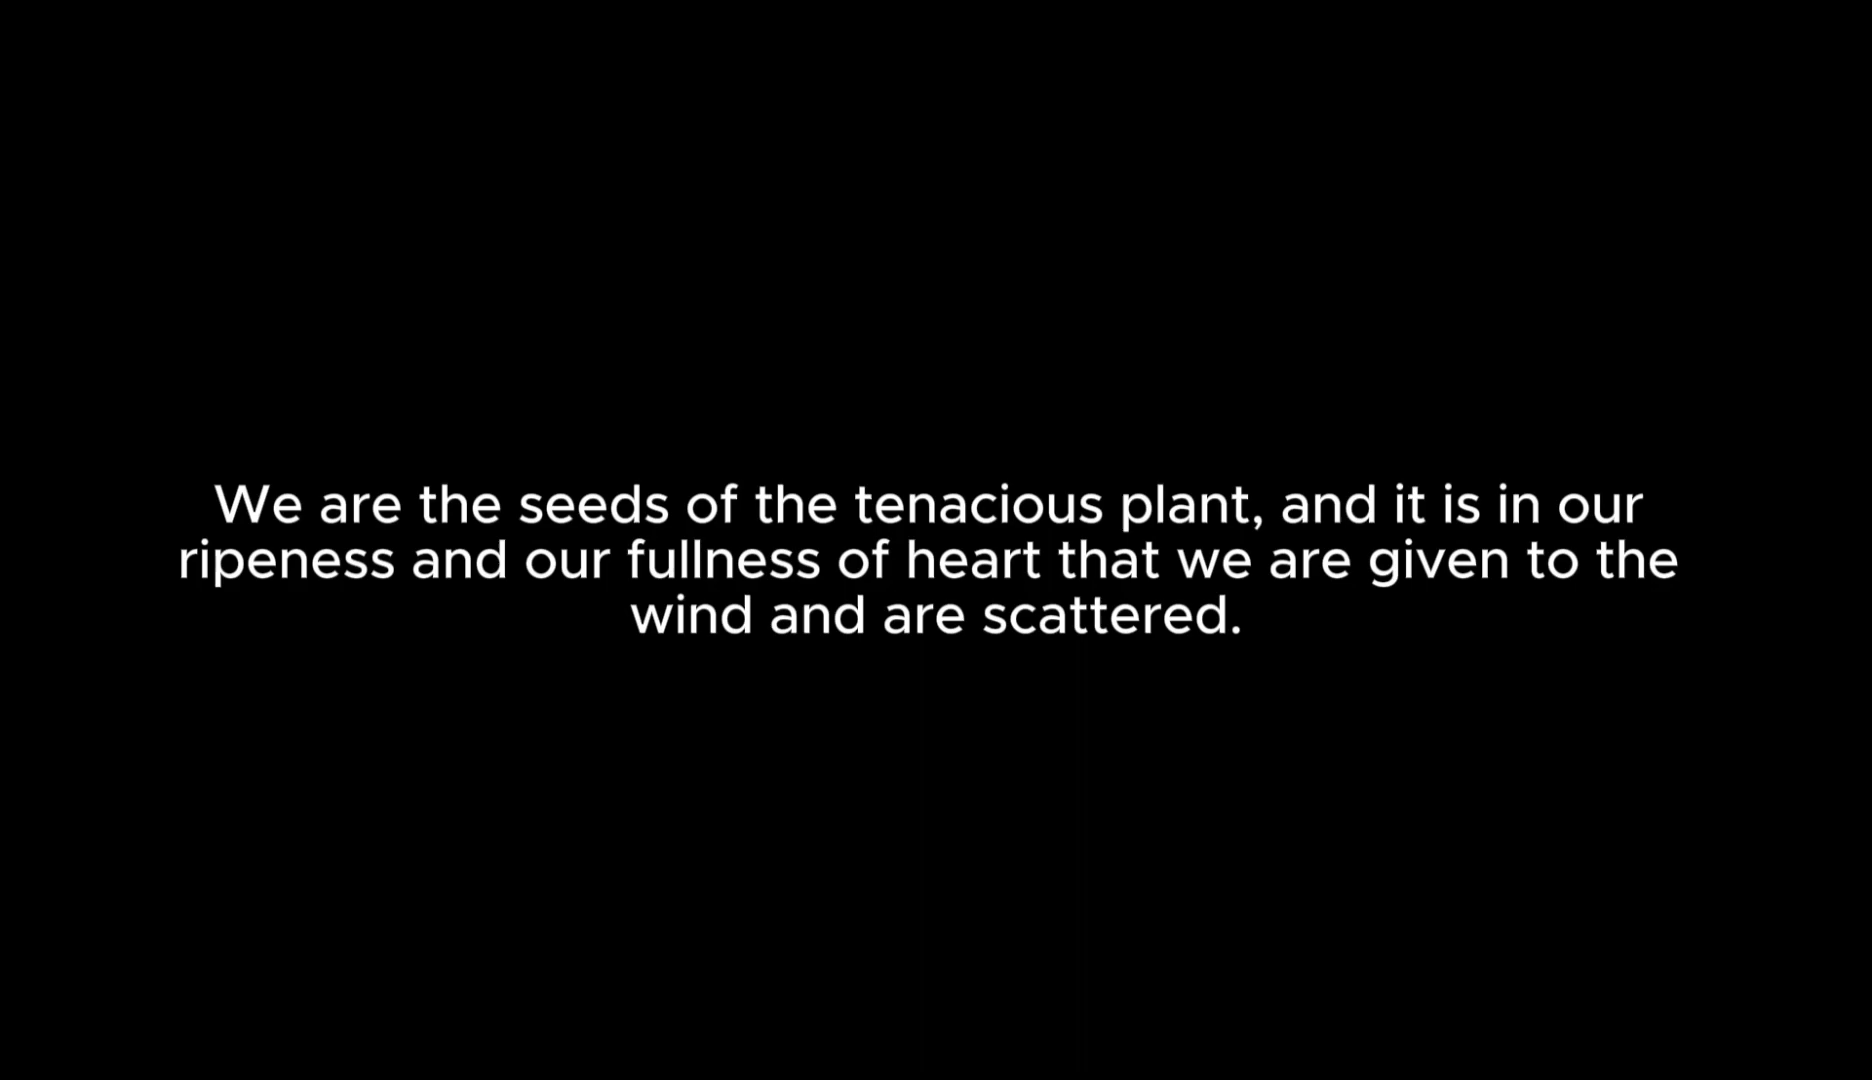 We are the seeds of the tenacious plant, and it is in our
ripeness and our fullness of heart that we are given to the
wind and are scattered.